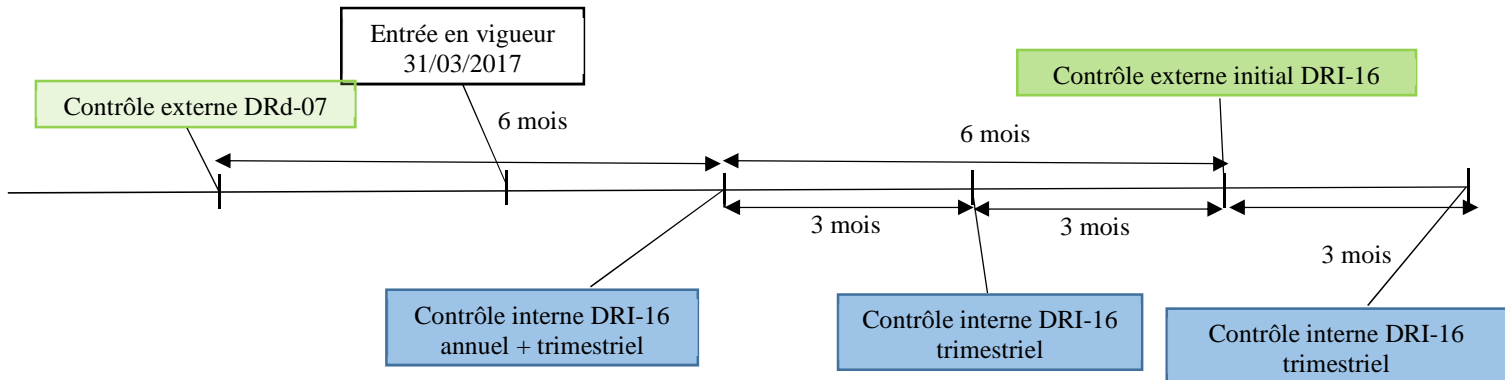 Entrée en vigueur
31/03/2017
Contrôle externe DRd-07
Contrôle externe initial DRI-16
6 mois
6 mois
3 mois
3 mois
3 mois
Contrôle interne DRI-16
annuel + trimestriel
Contrôle interne DRI-16
trimestriel
Contrôle interne DRI-16
trimestriel